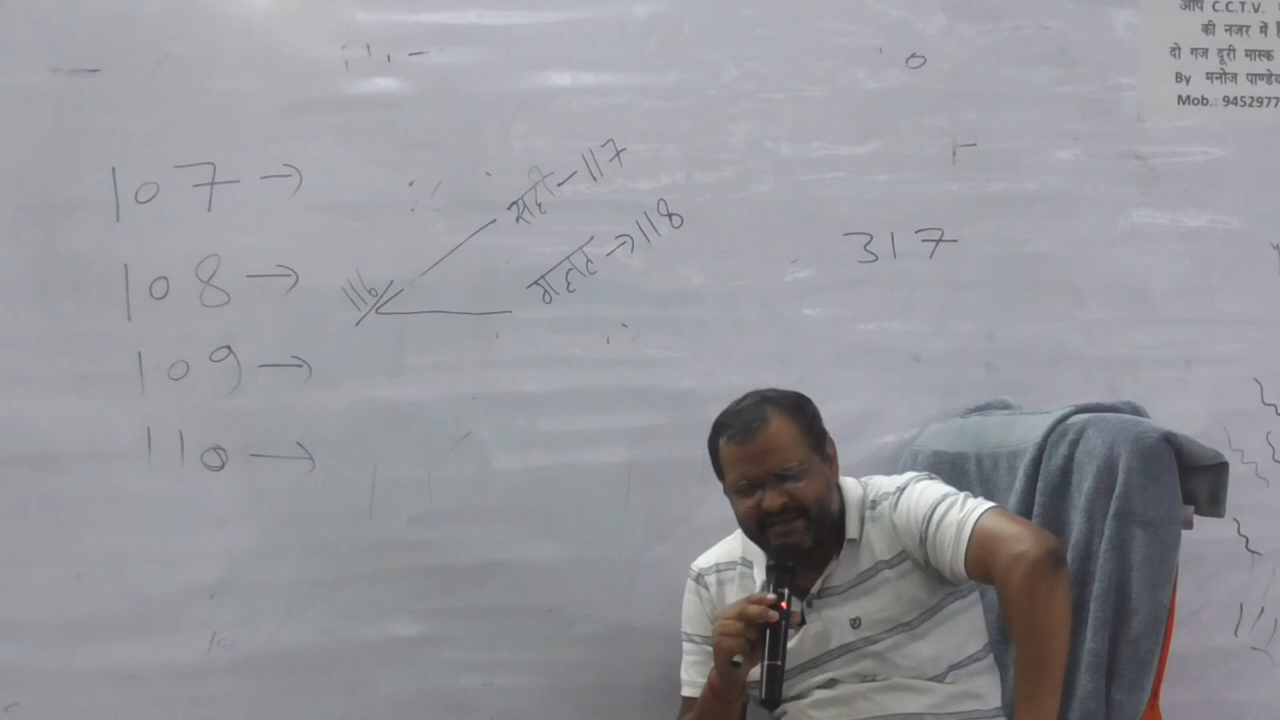 आप C.C.T.V.
की नजर में
दो गज दूरी मास्क
By मनोज पाण्डेय
Mob.: 9452977
107 →
108 →
109 →
110 →
116
सही - 117
गलत → 118
317